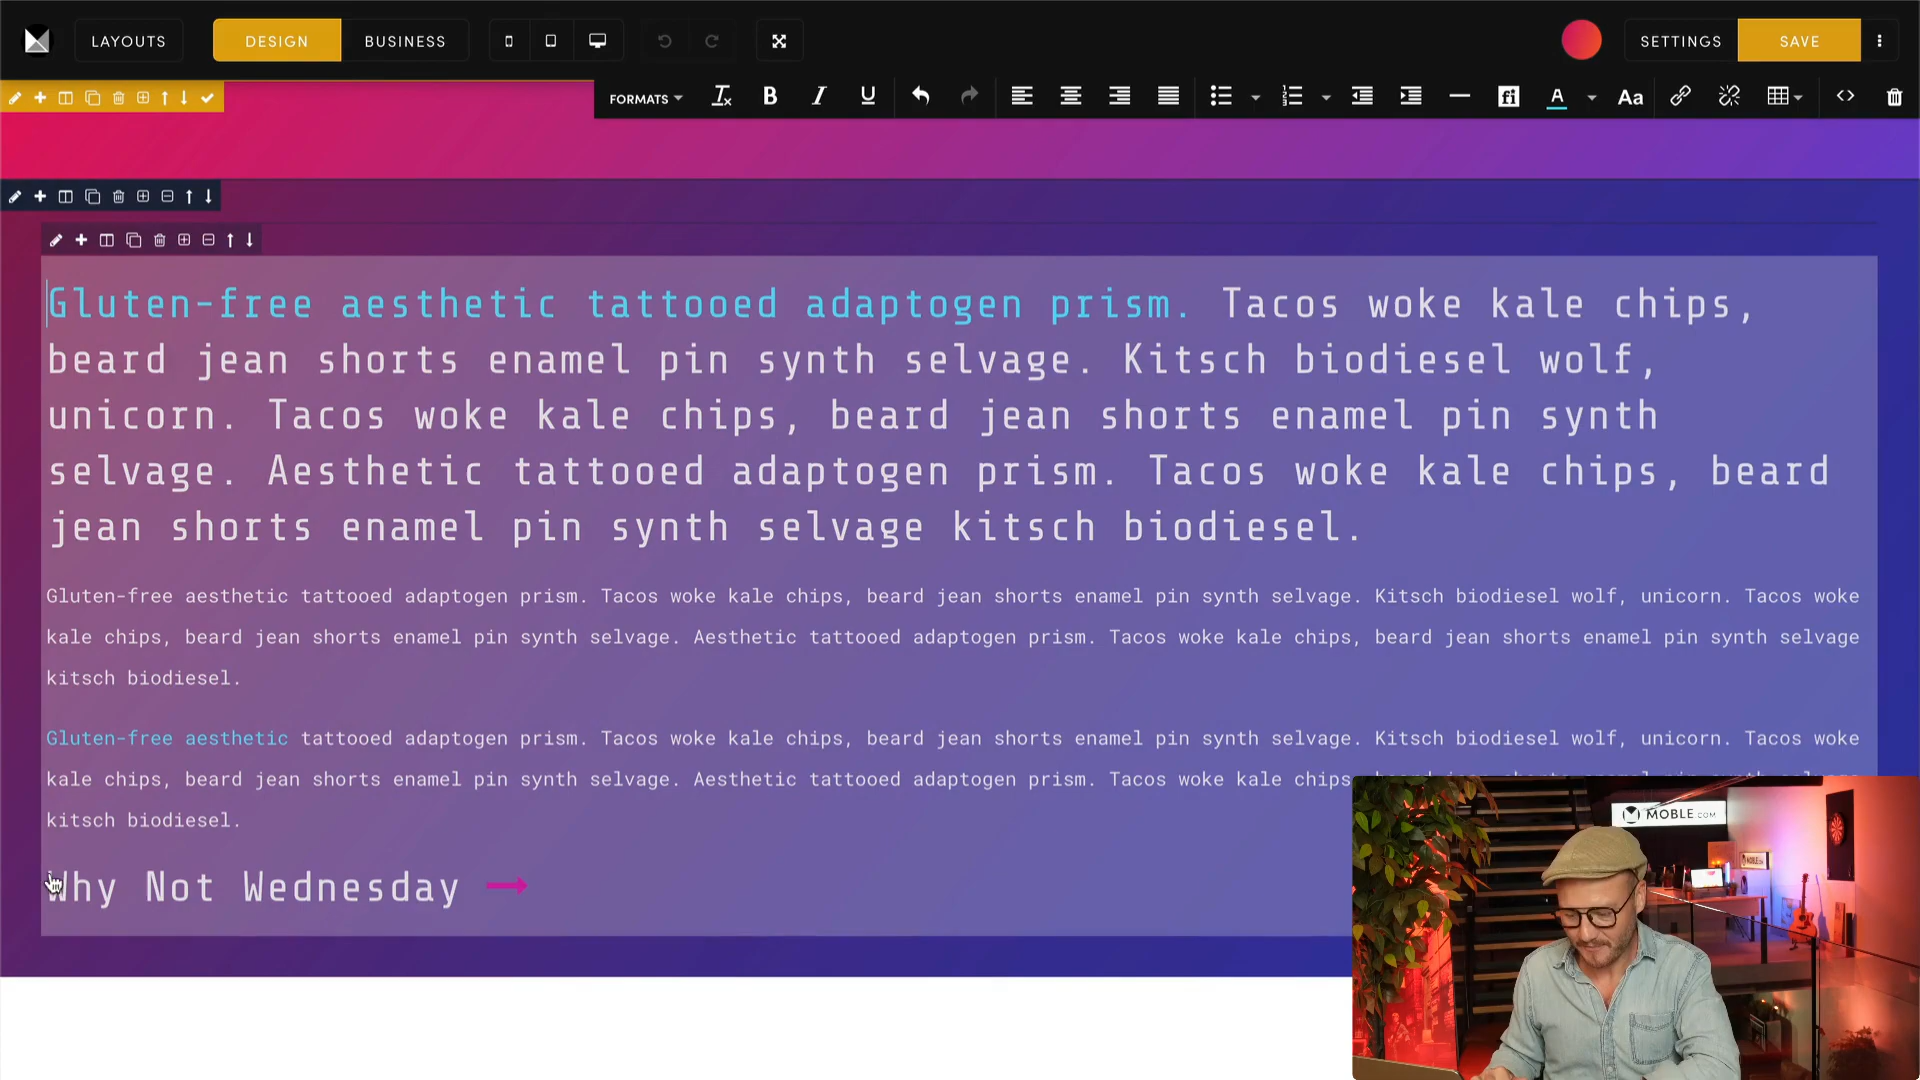 LAYOUTS
DESIGN
BUSINESS
SETTINGS
SAVE
FORMATS
Gluten-free aesthetic tattooed adaptogen prism. Tacos woke kale chips,
beard jean shorts enamel pin synth selvage. Kitsch biodiesel wolf,
unicorn. Tacos woke kale chips, beard jean shorts enamel pin synth
selvage. Aesthetic tattooed adaptogen prism. Tacos woke kale chips, beard
jean shorts enamel pin synth selvage kitsch biodiesel.
Gluten-free aesthetic tattooed adaptogen prism. Tacos woke kale chips, beard jean shorts enamel pin synth selvage. Kitsch biodiesel wolf, unicorn. Tacos woke
kale chips, beard jean shorts enamel pin synth selvage. Aesthetic tattooed adaptogen prism. Tacos woke kale chips, beard jean shorts enamel pin synth selvage
kitsch biodiesel.
Gluten-free aesthetic tattooed adaptogen prism. Tacos woke kale chips, beard jean shorts enamel pin synth selvage. Kitsch biodiesel wolf, unicorn. Tacos woke
kale chips, beard jean shorts enamel pin synth selvage. Aesthetic tattooed adaptogen prism. Tacos woke kale chips
kitsch biodiesel.
Why Not Wednesday →
MOBLE.COM